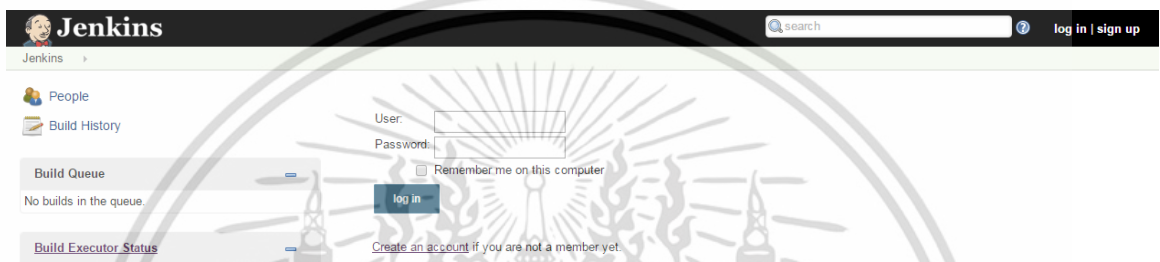 Jenkins
search
? log in | sign up
Jenkins
People
Build History
User:
Password:
Remember me on this computer
log in
Build Queue
No builds in the queue.
Build Executor Status
Create an account if you are not a member yet.